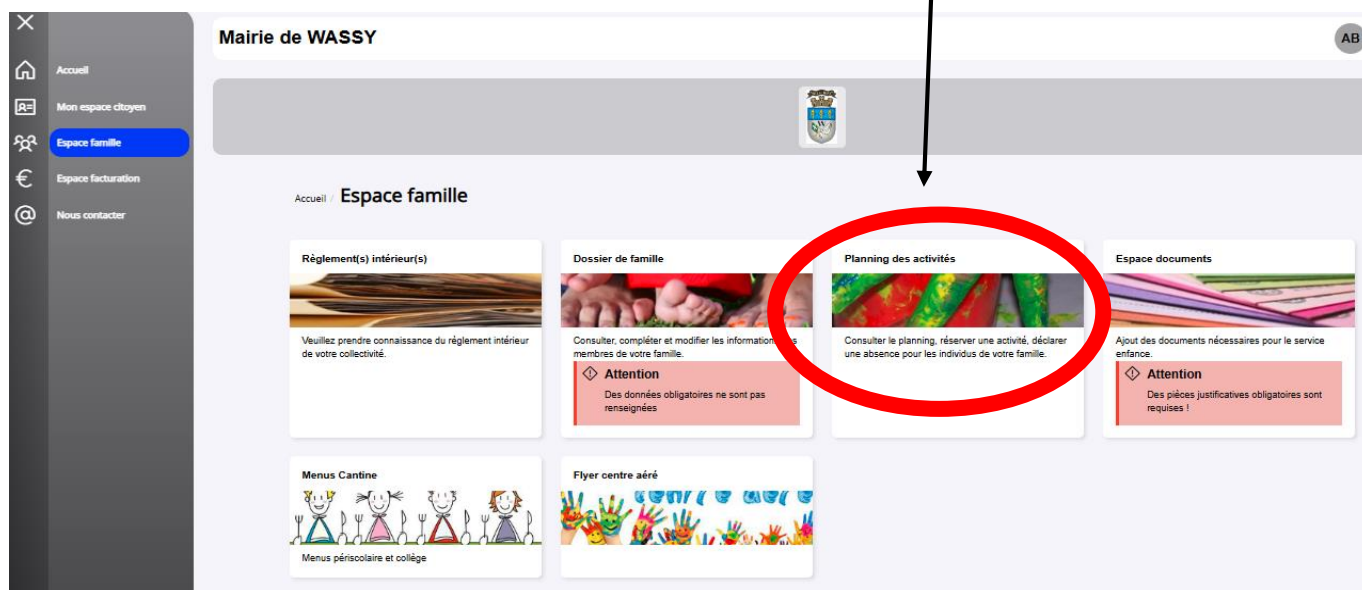 Mairie de WASSY
AB
Accueil
Mon espace citoyen
Espace famille
Espace facturation
Nous contacter
Accueil / Espace famille
Règlement(s) intérieur(s)
Veuillez prendre connaissance du règlement intérieur
de votre collectivité.
Dossier de famille
Consulter, compléter et modifier les information
membres de votre famille.
Attention
Des données obligatoires ne sont pas
renseignées
Planning des activités
Consulter le planning, réserver une activité, déclarer
une absence pour les individus de votre famille.
Espace documents
Ajout des documents nécessaires pour le service
enfance.
Attention
Des pièces justificatives obligatoires sont
requises !
Menus Cantine
Menus périscolaire et collège
Flyer centre aéré